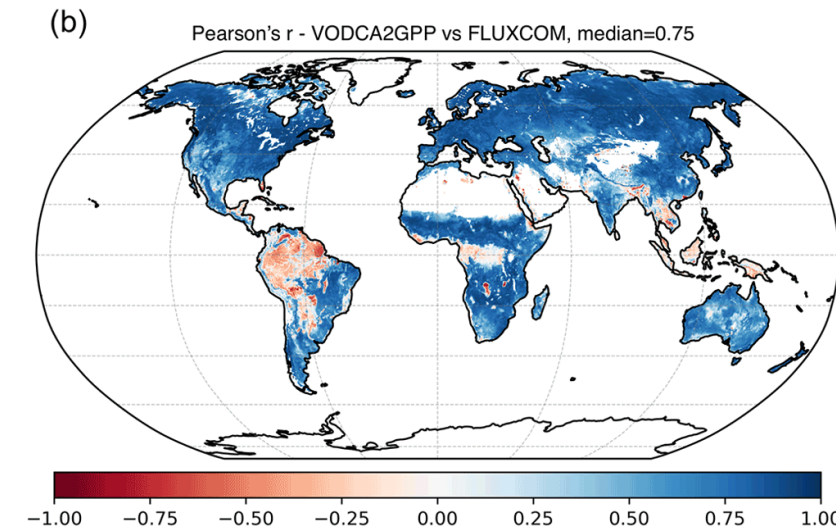 (b)
Pearson's r - VODCA2GPP vs FLUXCOM, median=0.75
−1.00 −0.75 −0.50 −0.25 0.00 0.25 0.50 0.75 1.00